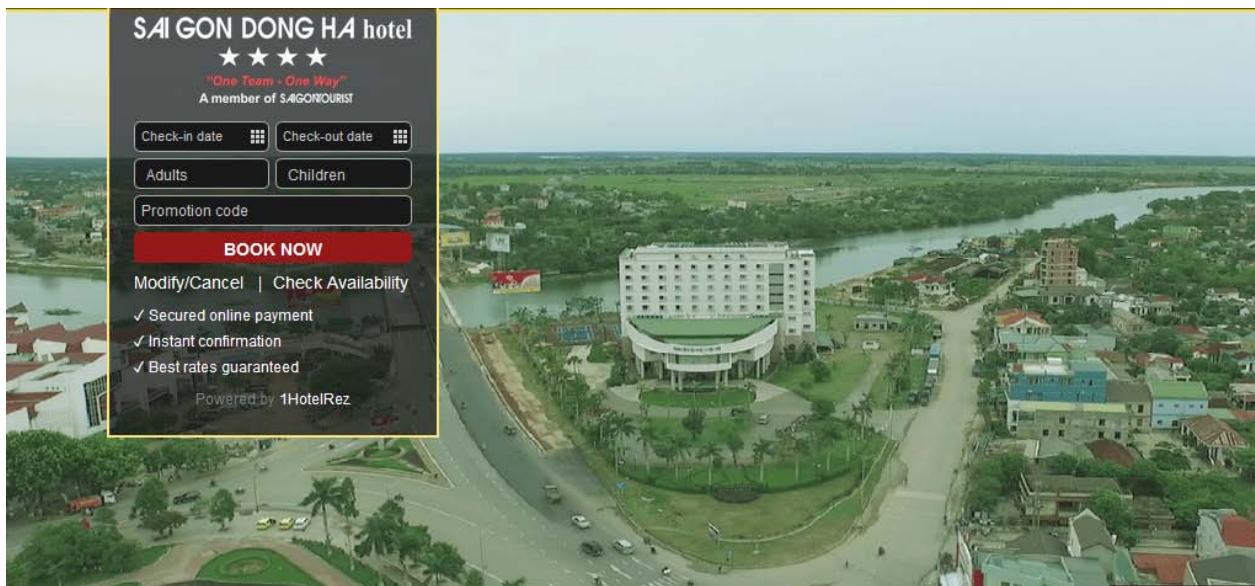 SAI GON DONG HA hotel
★★★★
"One Team - One Way"
A member of SAIGONTOURIST
Check-in date Check-out date
Adults Children
Promotion code
BOOK NOW
Modify/Cancel | Check Availability
✓ Secured online payment
✓ Instant confirmation
✓ Best rates guaranteed
Powered by 1HotelRez